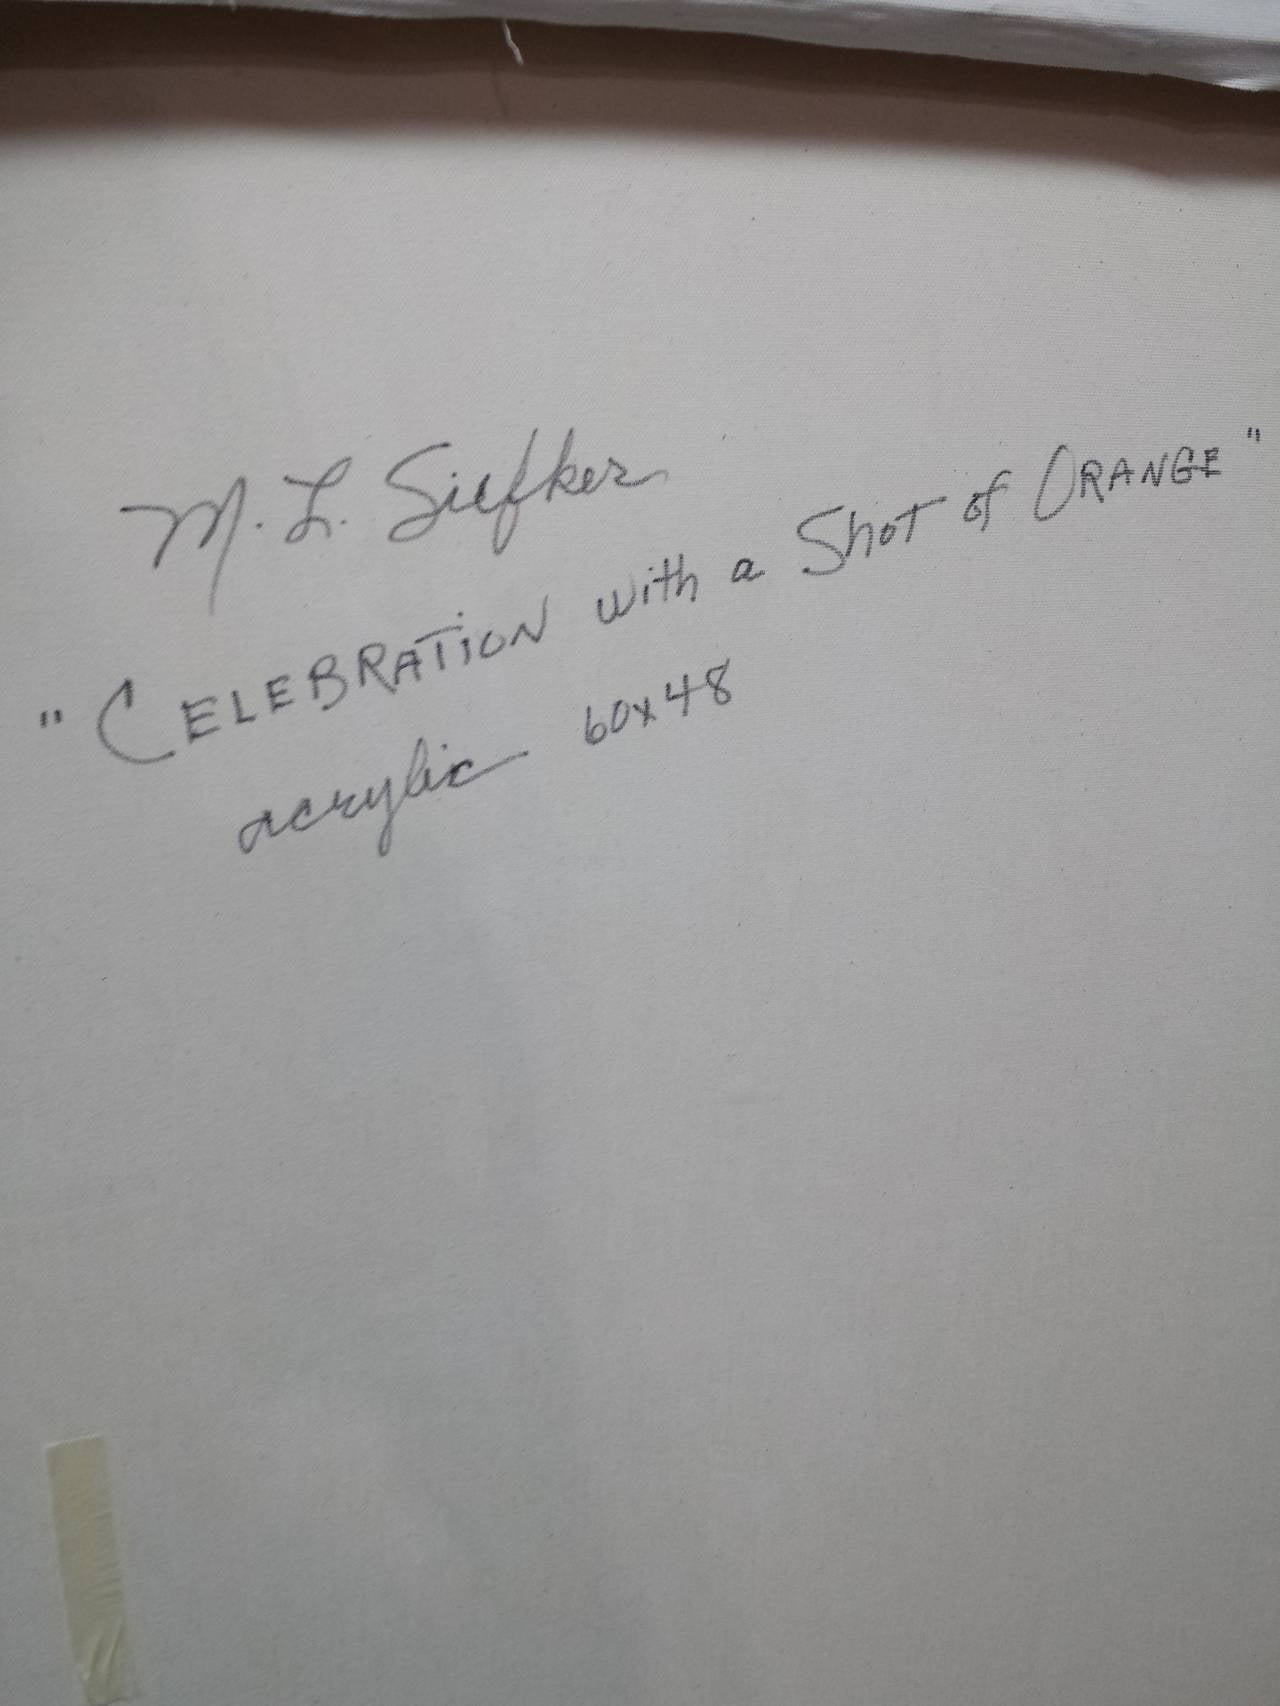 M. L. Siefker
"CELEBRATION with a Shot of ORANGE"
acrylic 60x48